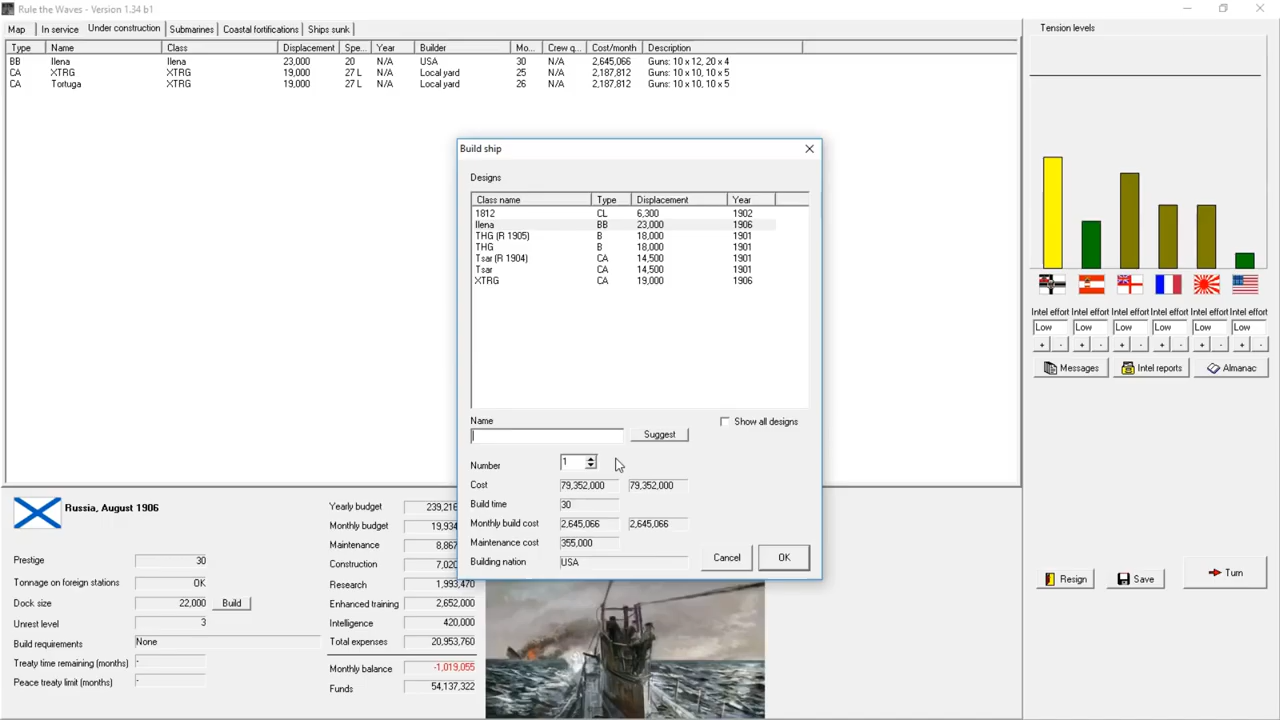 Rule the Waves - Version 1.34 b1
Map In service Under construction Submarines Coastal fortifications Ships sunk
Type Name Class Displacement Spe... Year Builder Mo... Crew q... Cost/month Description
BB Ilena Ilena 23,000 20 N/A USA 30 N/A 2,645,066 Guns: 10 x 12, 20 x 4
CA XTRG XTRG 19,000 27 L N/A Local yard 25 N/A 2,187,812 Guns: 10 x 10, 10 x 5
CA Tortuga XTRG 19,000 27 L N/A Local yard 26 N/A 2,187,812 Guns: 10 x 10, 10 x 5
Build ship
Designs
Class name Type Displacement Year
1812 CL 6,300 1902
Ilena BB 23,000 1906
THG (R 1905) B 18,000 1901
THG B 18,000 1901
Tsar (R 1904) CA 14,500 1901
Tsar CA 14,500 1901
XTRG CA 19,000 1906
Name
Suggest
Show all designs
Number 1
Cost 79,352,000 79,352,000
Build time 30
Monthly build cost 2,645,066 2,645,066
Maintenance cost 355,000
Building nation USA
Cancel OK
Tension levels
Intel effort Intel effort Intel effort Intel effort Intel effort Intel effort
Low Low Low Low Low Low
+ - + - + - + - + - + -
Messages Intel reports Almanac
Resign Save Turn
Russia, August 1906
Prestige 30
Tonnage on foreign stations OK
Dock size 22,000 Build
Unrest level 3
Build requirements None
Treaty time remaining (months) -
Peace treaty limit (months) -
Yearly budget 239,216
Monthly budget 19,934
Maintenance 8,867
Construction 7,020
Research 1,993,470
Enhanced training 2,652,000
Intelligence 420,000
Total expenses 20,953,760
Monthly balance -1,019,055
Funds 54,137,322